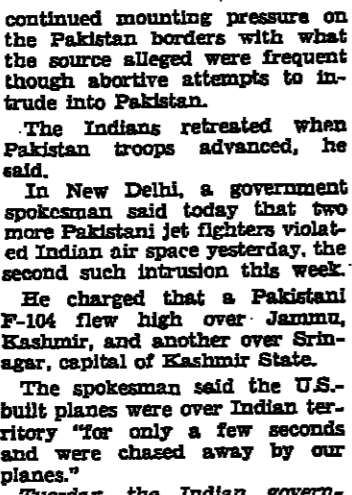 continued mounting pressure on
the Pakistan borders with what
the source alleged were frequent
though abortive attempts to in-
trude into Pakistan.
The Indians retreated when
Pakistan troops advanced, he
said.
In New Delhi, a government
spokesman said today that two
more Pakistani jet fighters violat-
ed Indian air space yesterday, the
second such intrusion this week.
He charged that a Pakistani
F-104 flew high over Jammu,
Kashmir, and another over Srin-
agar, capital of Kashmir State.
The spokesman said the U.S.-
built planes were over Indian ter-
ritory "for only a few seconds
and were chased away by our
planes."
Tuesday the Indian govern-